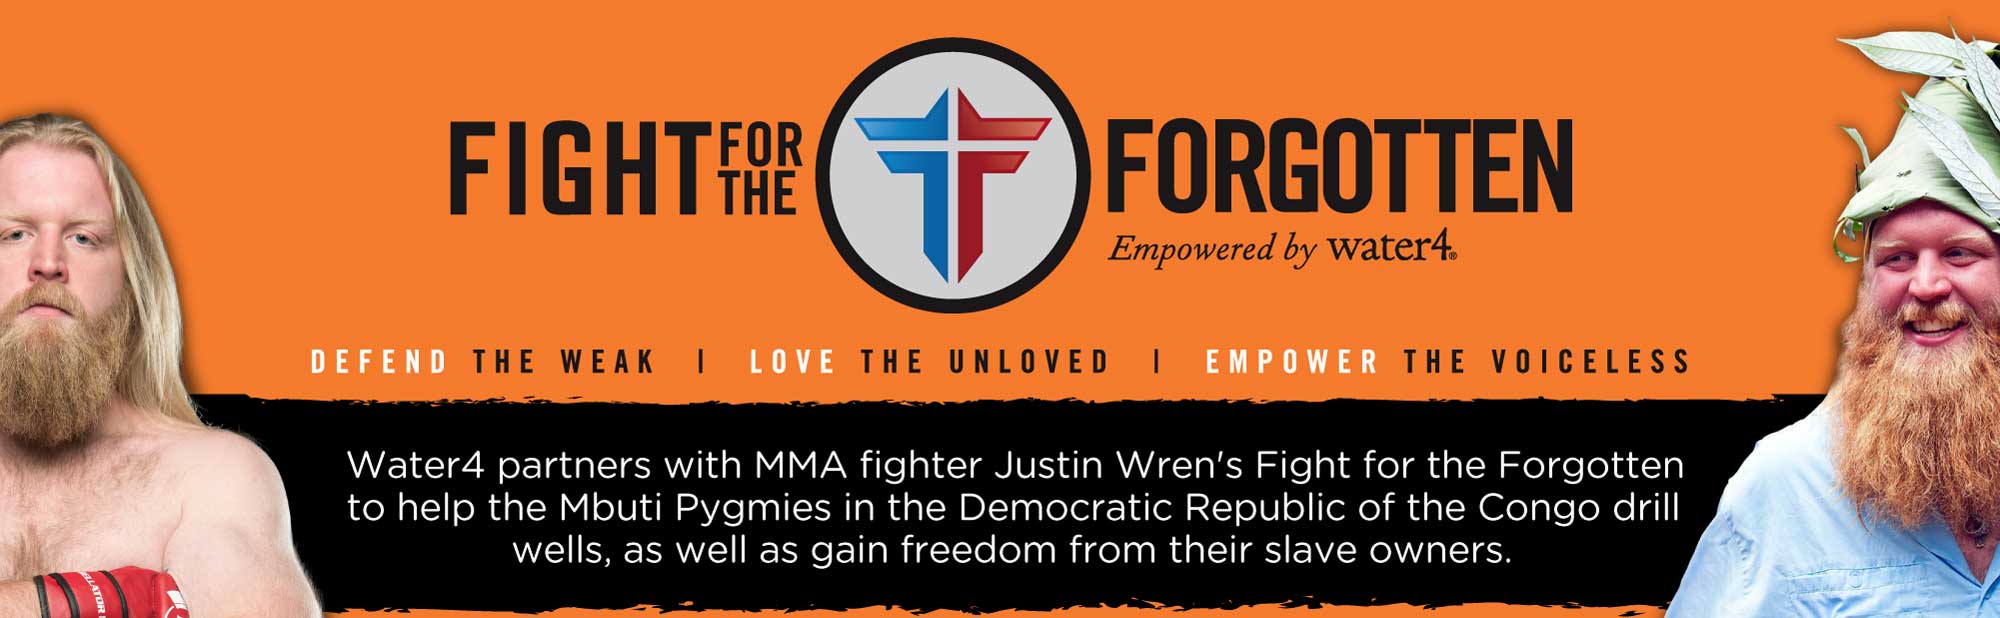 FIGHT FOR THE FORGOTTEN
Empowered by water4®
DEFEND THE WEAK | LOVE THE UNLOVED | EMPOWER THE VOICELESS
Water4 partners with MMA fighter Justin Wren's Fight for the Forgotten
to help the Mbuti Pygmies in the Democratic Republic of the Congo drill
wells, as well as gain freedom from their slave owners.